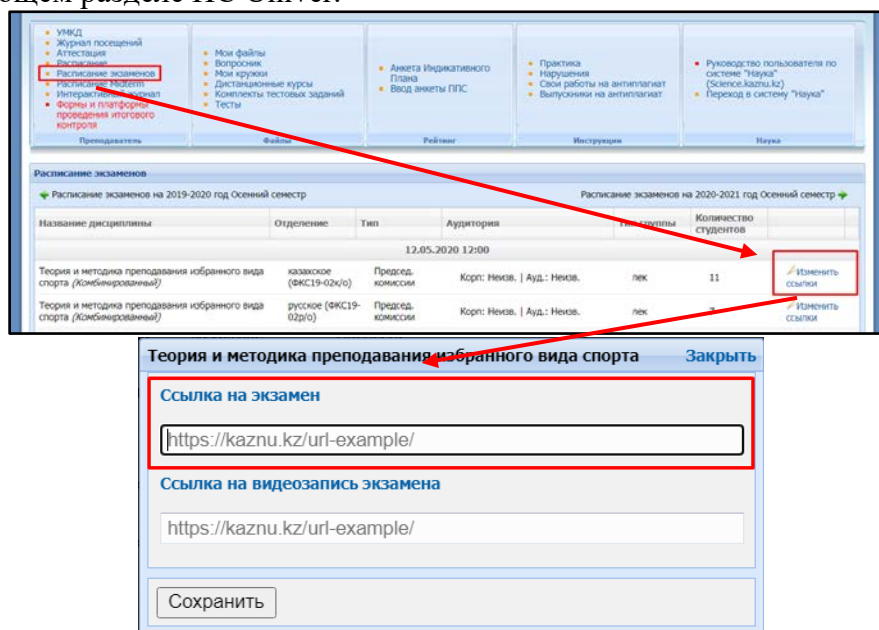 разделе ИС Univer.
УМКД
Журнал посещений
Аттестация
Расписание
Расписание экзаменов
Расписание Midterm
Интерактивный журнал
Формы и платформы
проведения итогового
контроля
Преподаватель
Мои файлы
Вопросник
Мои кружки
Дистанционные курсы
Комплекты тестовых заданий
Тесты
Файлы
Анкета Индикативного
Плана
Ввод анкеты ППС
Рейтинг
Практика
Нарушения
Свои работы на антиплагиат
Выпускники на антиплагиат
Инструкции
Руководство пользователя по
системе "Наука"
(Science.kaznu.kz)
Переход в систему "Наука"
Наука
Расписание экзаменов
Расписание экзаменов на 2019-2020 год Осенний семестр
Расписание экзаменов на 2020-2021 год Осенний семестр
Название дисциплины Отделение Тип Аудитория Тип группы Количество
студентов
12.05.2020 12:00
Теория и методика преподавания избранного вида казахское Председ. Корп: Неизв. | Ауд.: Неизв. лек 11 Изменить
спорта (Комбинированный) (ФКС19-02к/о) комиссии ссылки
Теория и методика преподавания избранного вида русское (ФКС19- Председ. Корп: Неизв. | Ауд.: Неизв. лек Изменить
спорта (Комбинированный) 02р/о) комиссии ссылки
Теория и методика преподавания избранного вида спорта Закрыть
Ссылка на экзамен
https://kaznu.kz/url-example/
Ссылка на видеозапись экзамена
https://kaznu.kz/url-example/
Сохранить